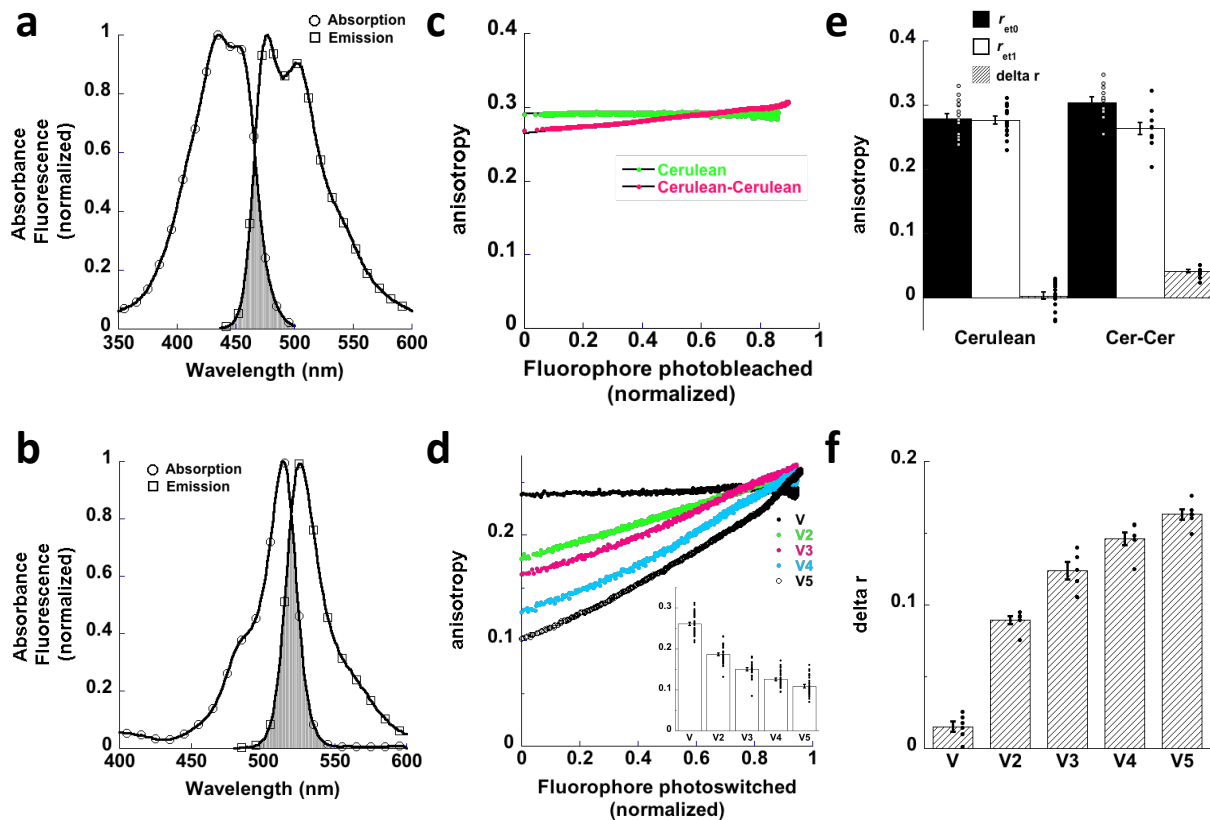 a
Absorption
Emission
Absorbance
Fluorescence
(normalized)
1
0.8
0.6
0.4
0.2
0
350 400 450 500 550 600
Wavelength (nm)
c
anisotropy
0.4
0.3
0.2
0.1
0
Cerulean
Cerulean-Cerulean
0 0.2 0.4 0.6 0.8 1
Fluorophore photobleached
(normalized)
e
r et0
r et1
delta r
anisotropy
0.4
0.3
0.2
0.1
0
Cerulean Cer-Cer
b
Absorption
Emission
Absorbance
Fluorescence
(normalized)
1
0.8
0.6
0.4
0.2
0
400 450 500 550 600
Wavelength (nm)
d
anisotropy
0.2
0.1
0
V
V2
V3
V4
V5
0.3
0.2
0.1
V V2 V3 V4 V5
0 0.2 0.4 0.6 0.8 1
Fluorophore photoswitched
(normalized)
f
delta r
0.2
0.1
0
V V2 V3 V4 V5